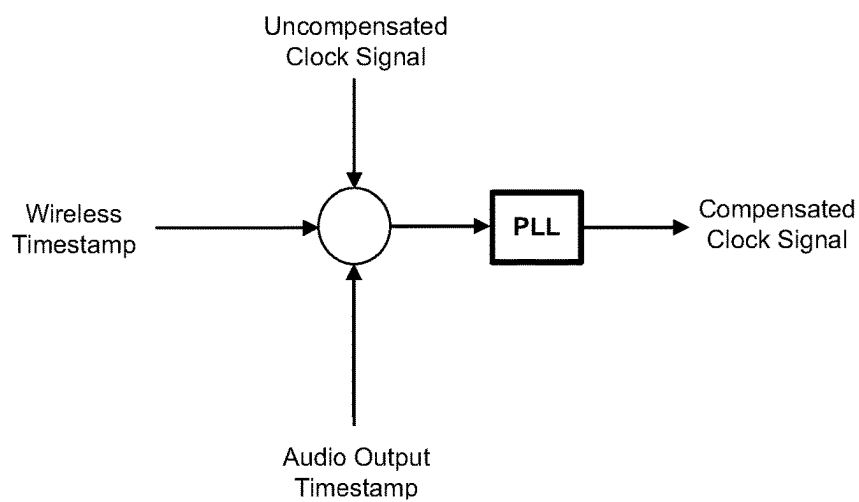 Uncompensated
Clock Signal
Wireless
Timestamp
PLL
Compensated
Clock Signal
Audio Output
Timestamp